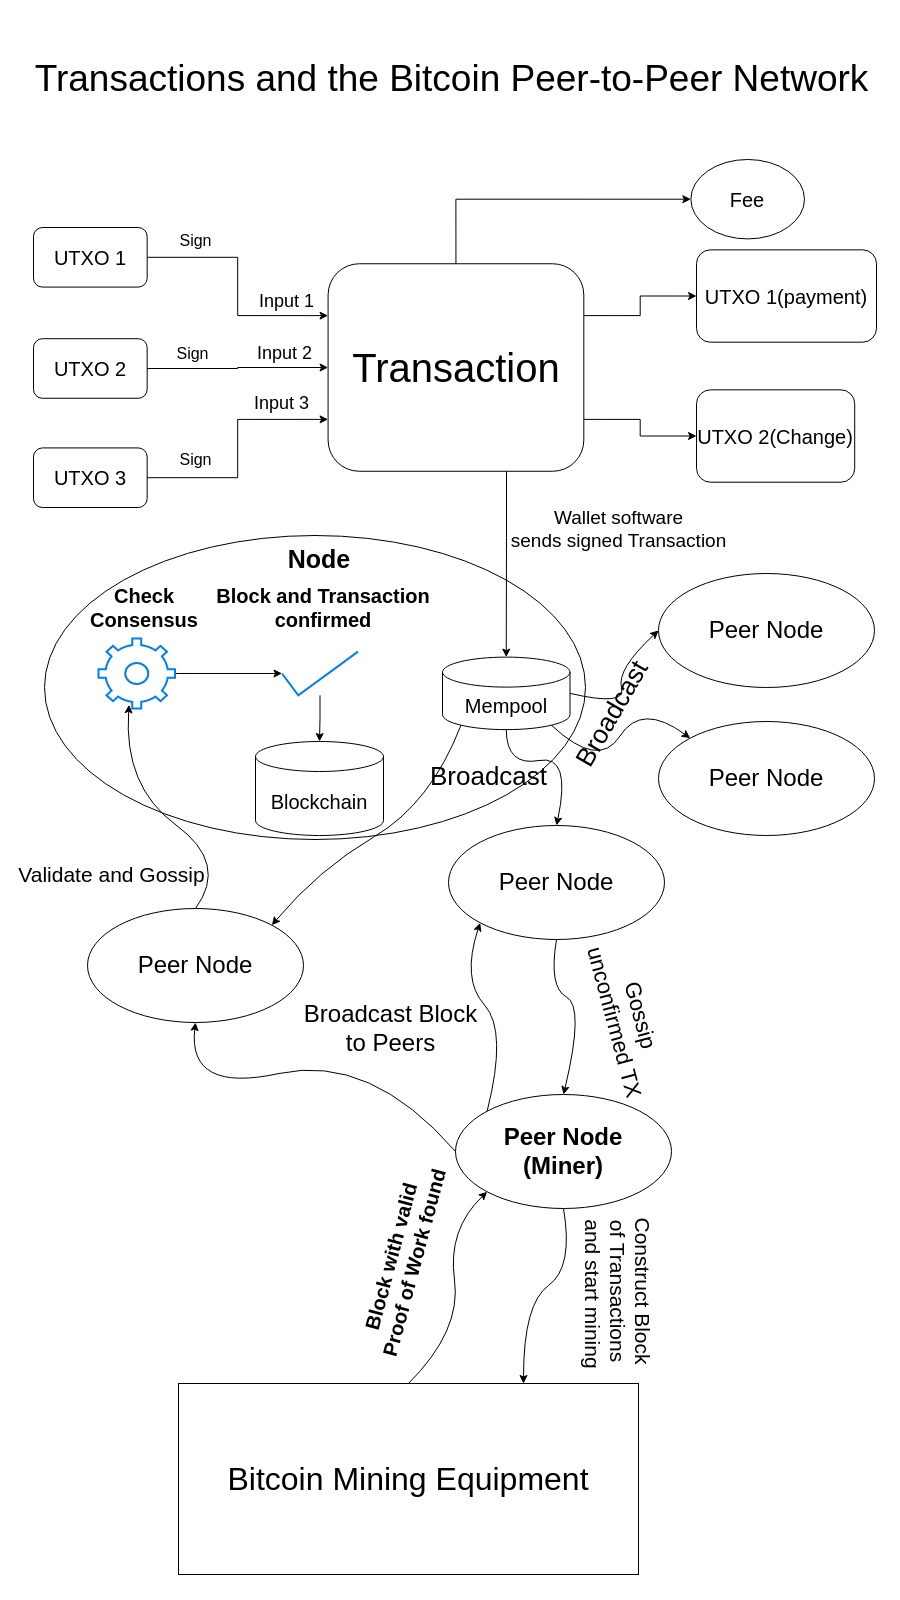 Transactions and the Bitcoin Peer-to-Peer Network
Fee
UTXO 1
Sign
Input 1
UTXO 1(payment)
Transaction
UTXO 2
Sign
Input 2
Input 3
UTXO 2(Change)
UTXO 3
Sign
Wallet software
sends signed Transaction
Node
Check
Consensus
Block and Transaction
confirmed
Mempool
Blockchain
Broadcast
Broadcast
Peer Node
Peer Node
Peer Node
Validate and Gossip
Peer Node
Broadcast Block
to Peers
Gossip
unconfirmed TX
Peer Node
(Miner)
Block with valid
Proof of Work found
Construct Block
of Transactions
and start mining
Bitcoin Mining Equipment